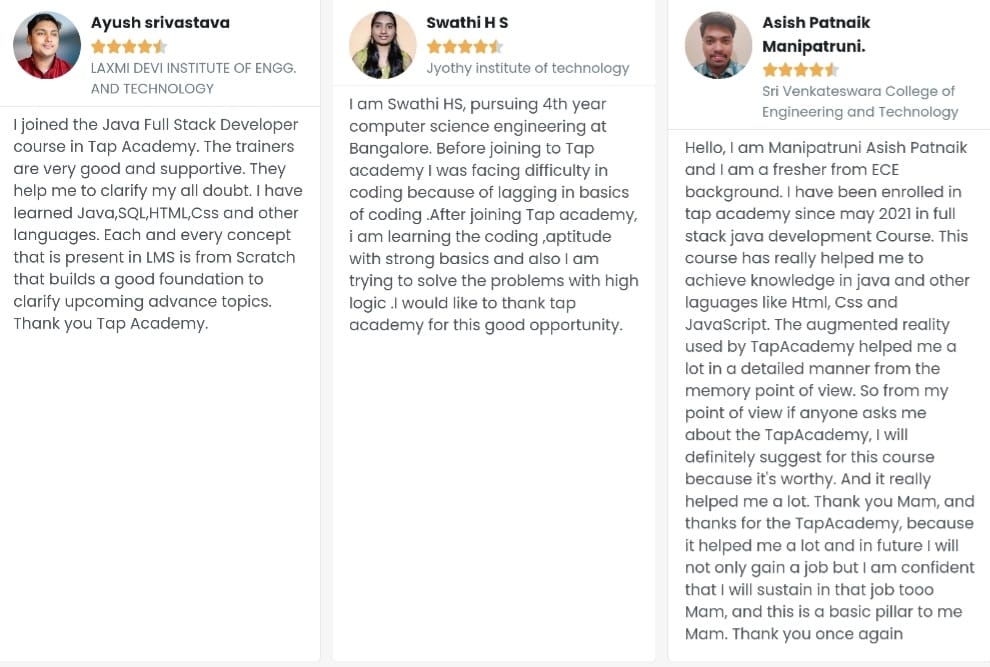 Ayush srivastava
LAXMI DEVI INSTITUTE OF ENGG.
AND TECHNOLOGY
I joined the Java Full Stack Developer
course in Tap Academy. The trainers
are very good and supportive. They
help me to clarify my all doubt. I have
learned Java,SQL,HTML,Css and other
languages. Each and every concept
that is present in LMS is from Scratch
that builds a good foundation to
clarify upcoming advance topics.
Thank you Tap Academy.
Swathi H S
Jyothy institute of technology
I am Swathi HS, pursuing 4th year
computer science engineering at
Bangalore. Before joining to Tap
academy I was facing difficulty in
coding because of lagging in basics
of coding .After joining Tap academy,
i am learning the coding ,aptitude
with strong basics and also I am
trying to solve the problems with high
logic .I would like to thank tap
academy for this good opportunity.
Asish Patnaik
Manipatruni.
Sri Venkateswara College of
Engineering and Technology
Hello, I am Manipatruni Asish Patnaik
and I am a fresher from ECE
background. I have been enrolled in
tap academy since may 2021 in full
stack java development Course. This
course has really helped me to
achieve knowledge in java and other
laguages like Html, Css and
JavaScript. The augmented reality
used by TapAcademy helped me a
lot in a detailed manner from the
memory point of view. So from my
point of view if anyone asks me
about the TapAcademy, I will
definitely suggest for this course
because it's worthy. And it really
helped me a lot. Thank you Mam, and
thanks for the TapAcademy, because
it helped me a lot and in future I will
not only gain a job but I am confident
that I will sustain in that job tooo
Mam, and this is a basic pillar to me
Mam. Thank you once again